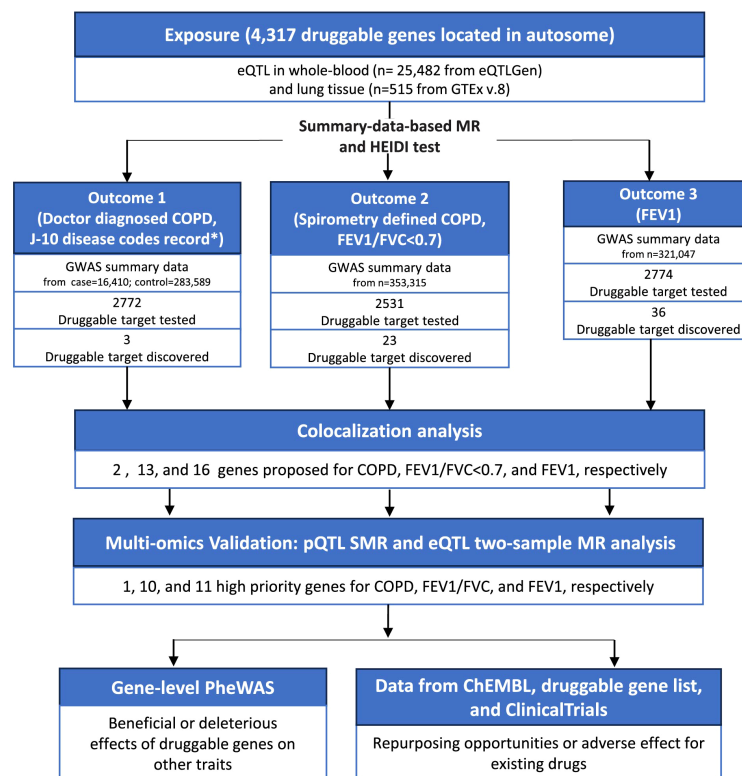 Exposure (4,317 druggable genes located in autosome)
eQTL in whole-blood (n= 25,482 from eQTLGen)
and lung tissue (n=515 from GTEx v.8)
Summary-data-based MR
and HEIDI test
Outcome 1
(Doctor diagnosed COPD,
J-10 disease codes record*)
GWAS summary data
from case=16,410; control=283,589
2772
Druggable target tested
3
Druggable target discovered
Outcome 2
(Spirometry defined COPD,
FEV1/FVC<0.7)
GWAS summary data
from n=353,315
2531
Druggable target tested
23
Druggable target discovered
Outcome 3
(FEV1)
GWAS summary data
from n=321,047
2774
Druggable target tested
36
Druggable target discovered
Colocalization analysis
2 , 13, and 16 genes proposed for COPD, FEV1/FVC<0.7, and FEV1, respectively
Multi-omics Validation: pQTL SMR and eQTL two-sample MR analysis
1, 10, and 11 high priority genes for COPD, FEV1/FVC, and FEV1, respectively
Gene-level PheWAS
Beneficial or deleterious
effects of druggable genes on
other traits
Data from ChEMBL, druggable gene list,
and ClinicalTrials
Repurposing opportunities or adverse effect for
existing drugs